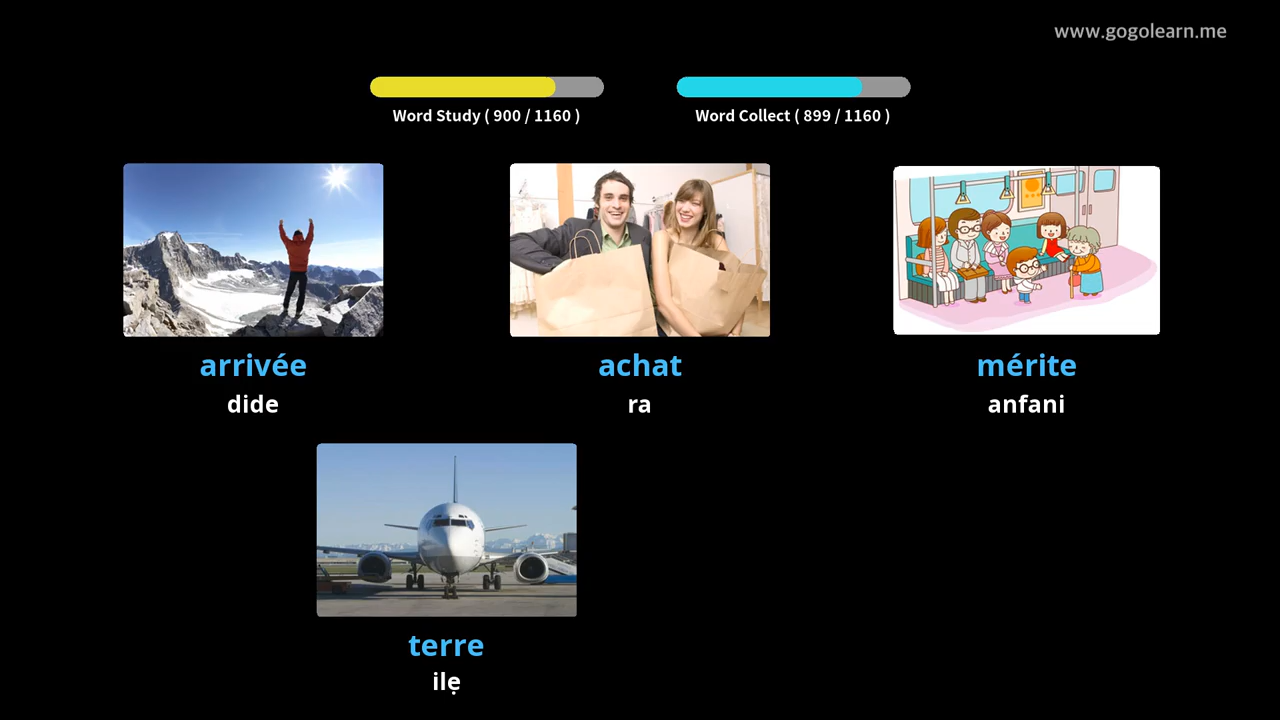 www.gogolearn.me
Word Study ( 900 / 1160 )
Word Collect ( 899 / 1160 )
arrivée
dide
achat
ra
mérite
anfani
terre
ilẹ